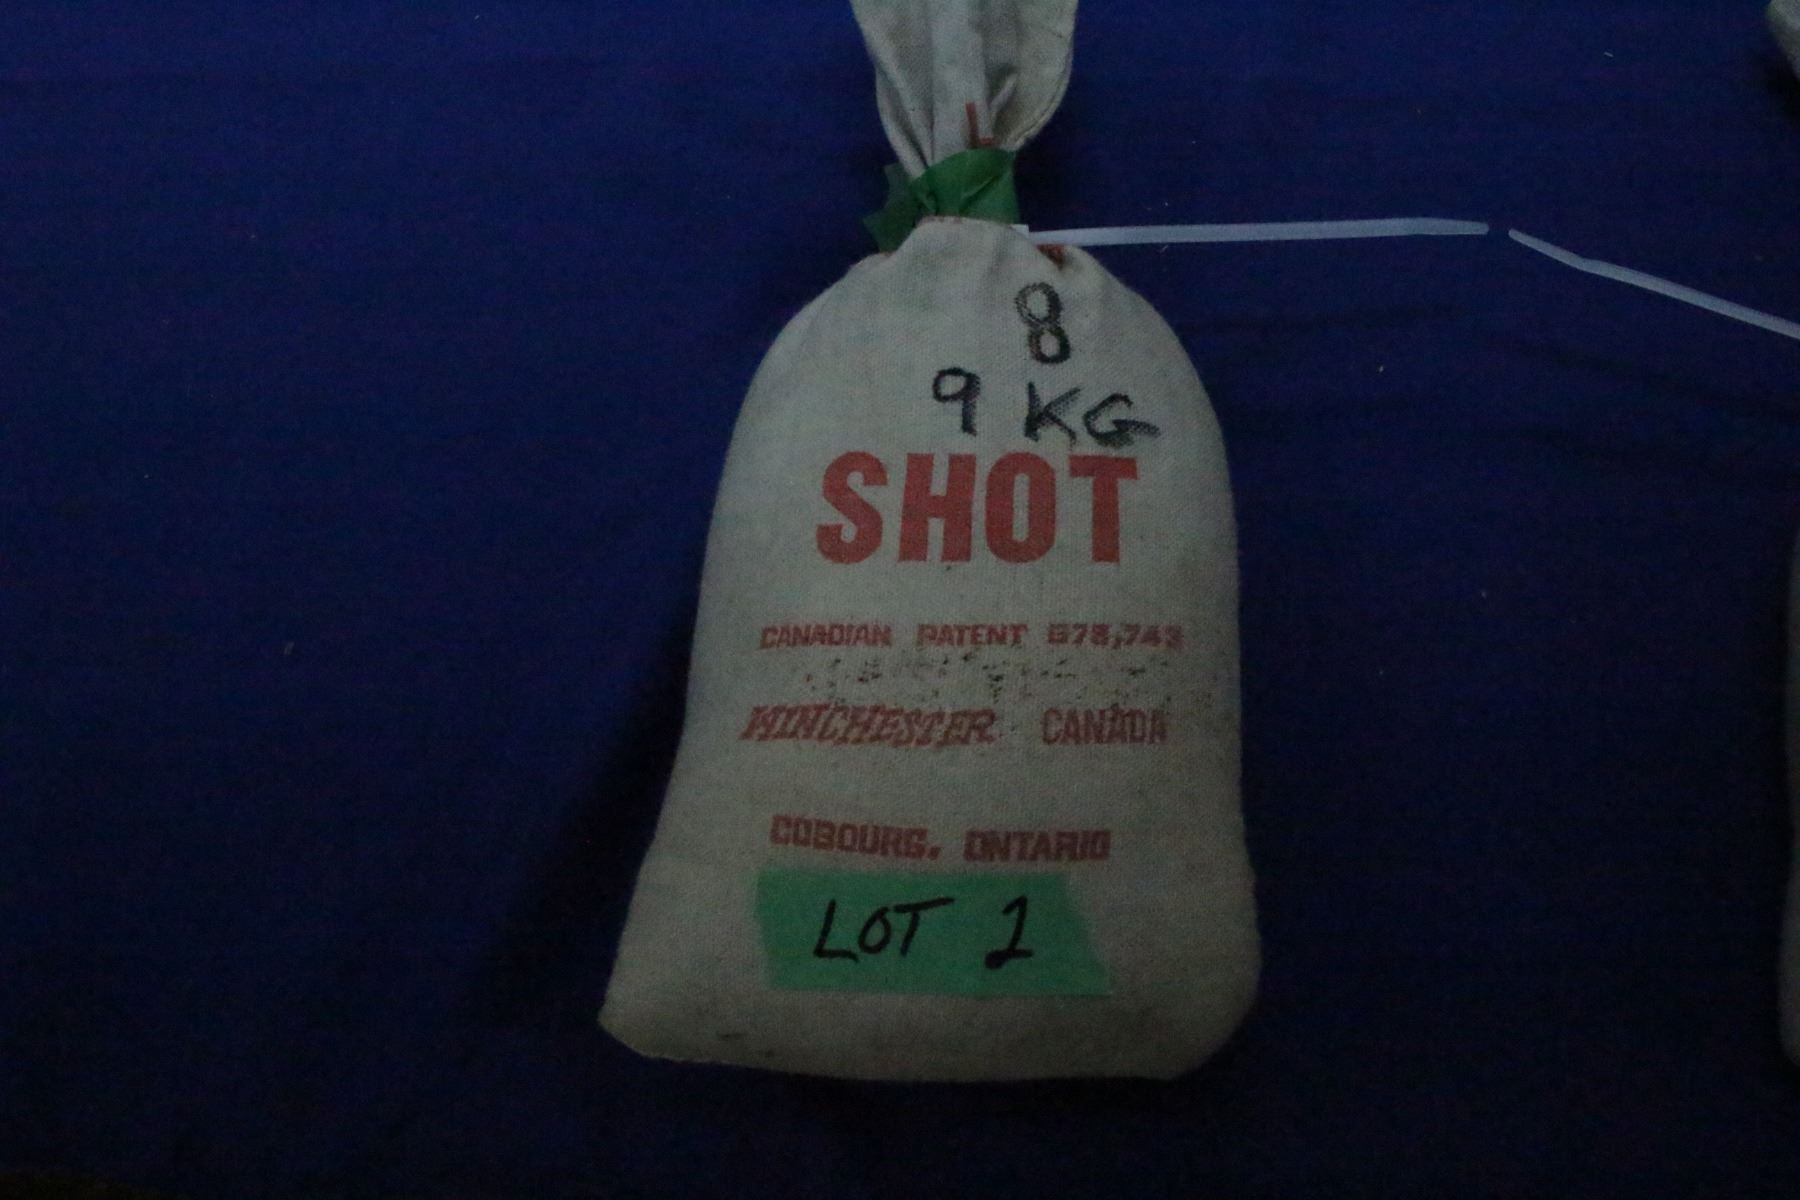 L
8
9 KG
SHOT
CANADIAN PATENT 578,743
WINCHESTER CANADA
COBOURG, ONTARIO
LOT 1